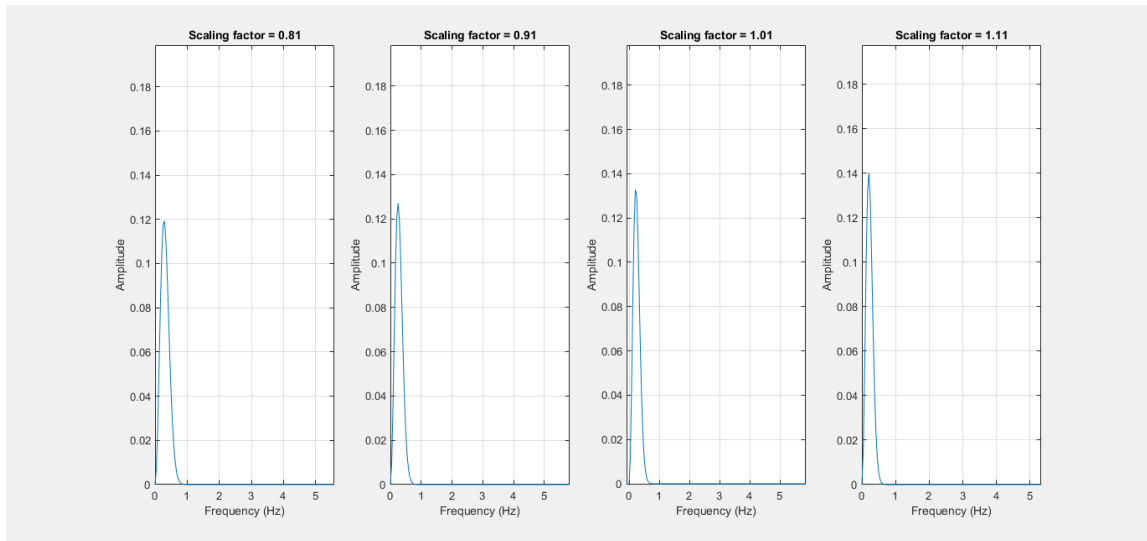 Scaling factor = 0.81
0.18
0.16
0.14
0.12
0.1
0.08
0.06
0.04
0.02
0
Amplitude
0 1 2 3 4 5
Frequency (Hz)
Scaling factor = 0.91
0.18
0.16
0.14
0.12
0.1
0.08
0.06
0.04
0.02
0
Amplitude
0 1 2 3 4 5
Frequency (Hz)
Scaling factor = 1.01
0.18
0.16
0.14
0.12
0.1
0.08
0.06
0.04
0.02
0
Amplitude
0 1 2 3 4 5
Frequency (Hz)
Scaling factor = 1.11
0.18
0.16
0.14
0.12
0.1
0.08
0.06
0.04
0.02
0
Amplitude
0 1 2 3 4 5
Frequency (Hz)